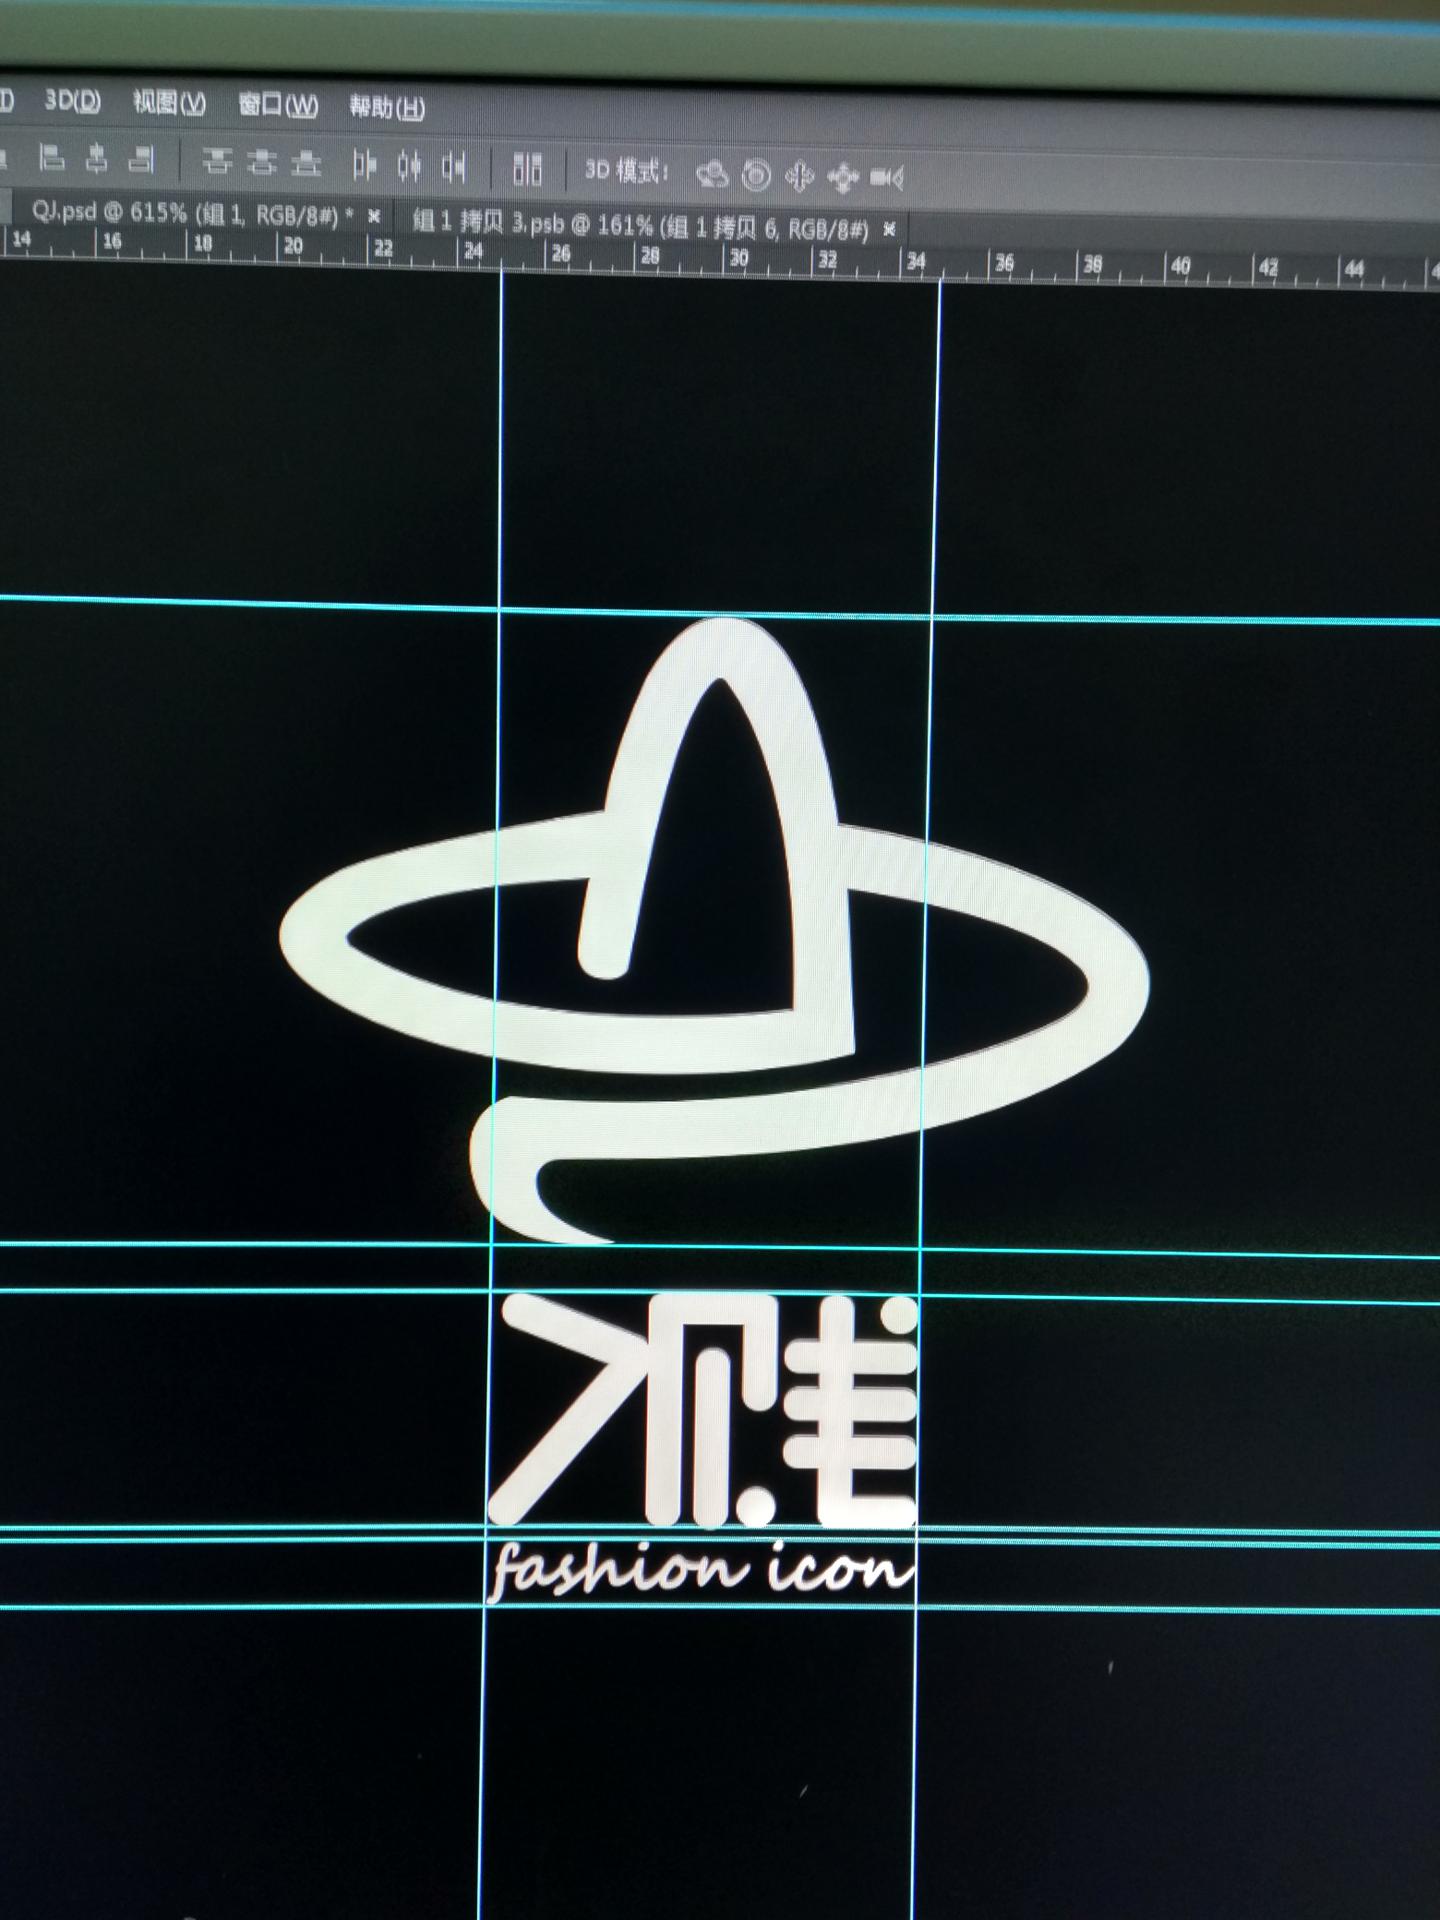 3D(D) 视图(V) 窗口(W) 帮助(H)
3D 模式:
QJ.psd @ 615% (组 1, RGB/8#) * × 组 1 拷贝 3.psb @ 161% (组 1 拷贝 6, RGB/8#) ×
14 16 18 20 22 24 26 28 30 32 34 36 38 40 42 44
fashion icon